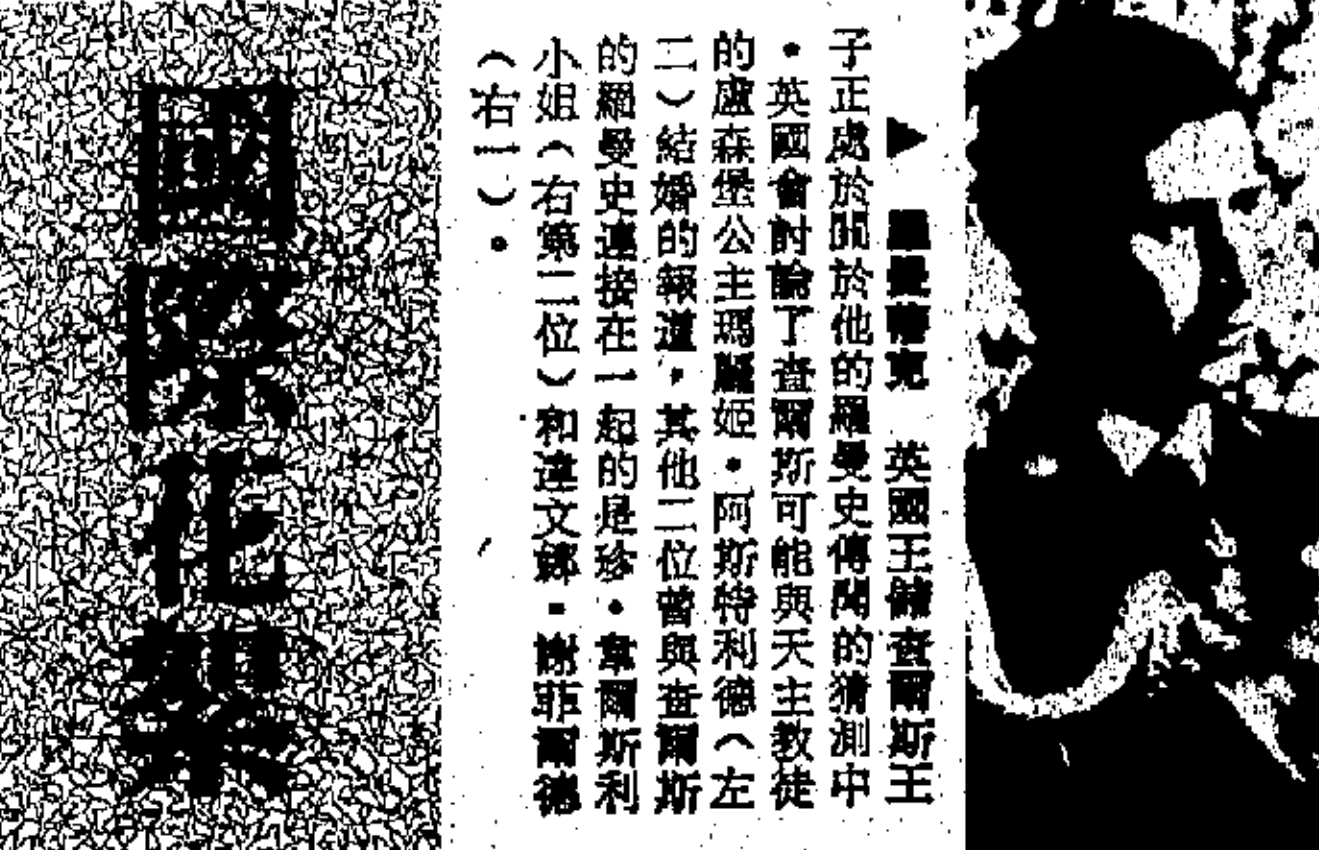 ▶ 羅曼蒂克 英國王儲查爾斯王
子正處於關於他的羅曼史傳聞的猜測中
。英國會討論了查爾斯可能與天主教徒
的盧森堡公主瑪麗姬・阿斯特利德（左
二）結婚的報道，其他二位曾與查爾斯
的羅曼史連接在一起的是珍・韋爾斯利
小姐（右第二位）和達文娜・謝菲爾德
（右一）。
國際化